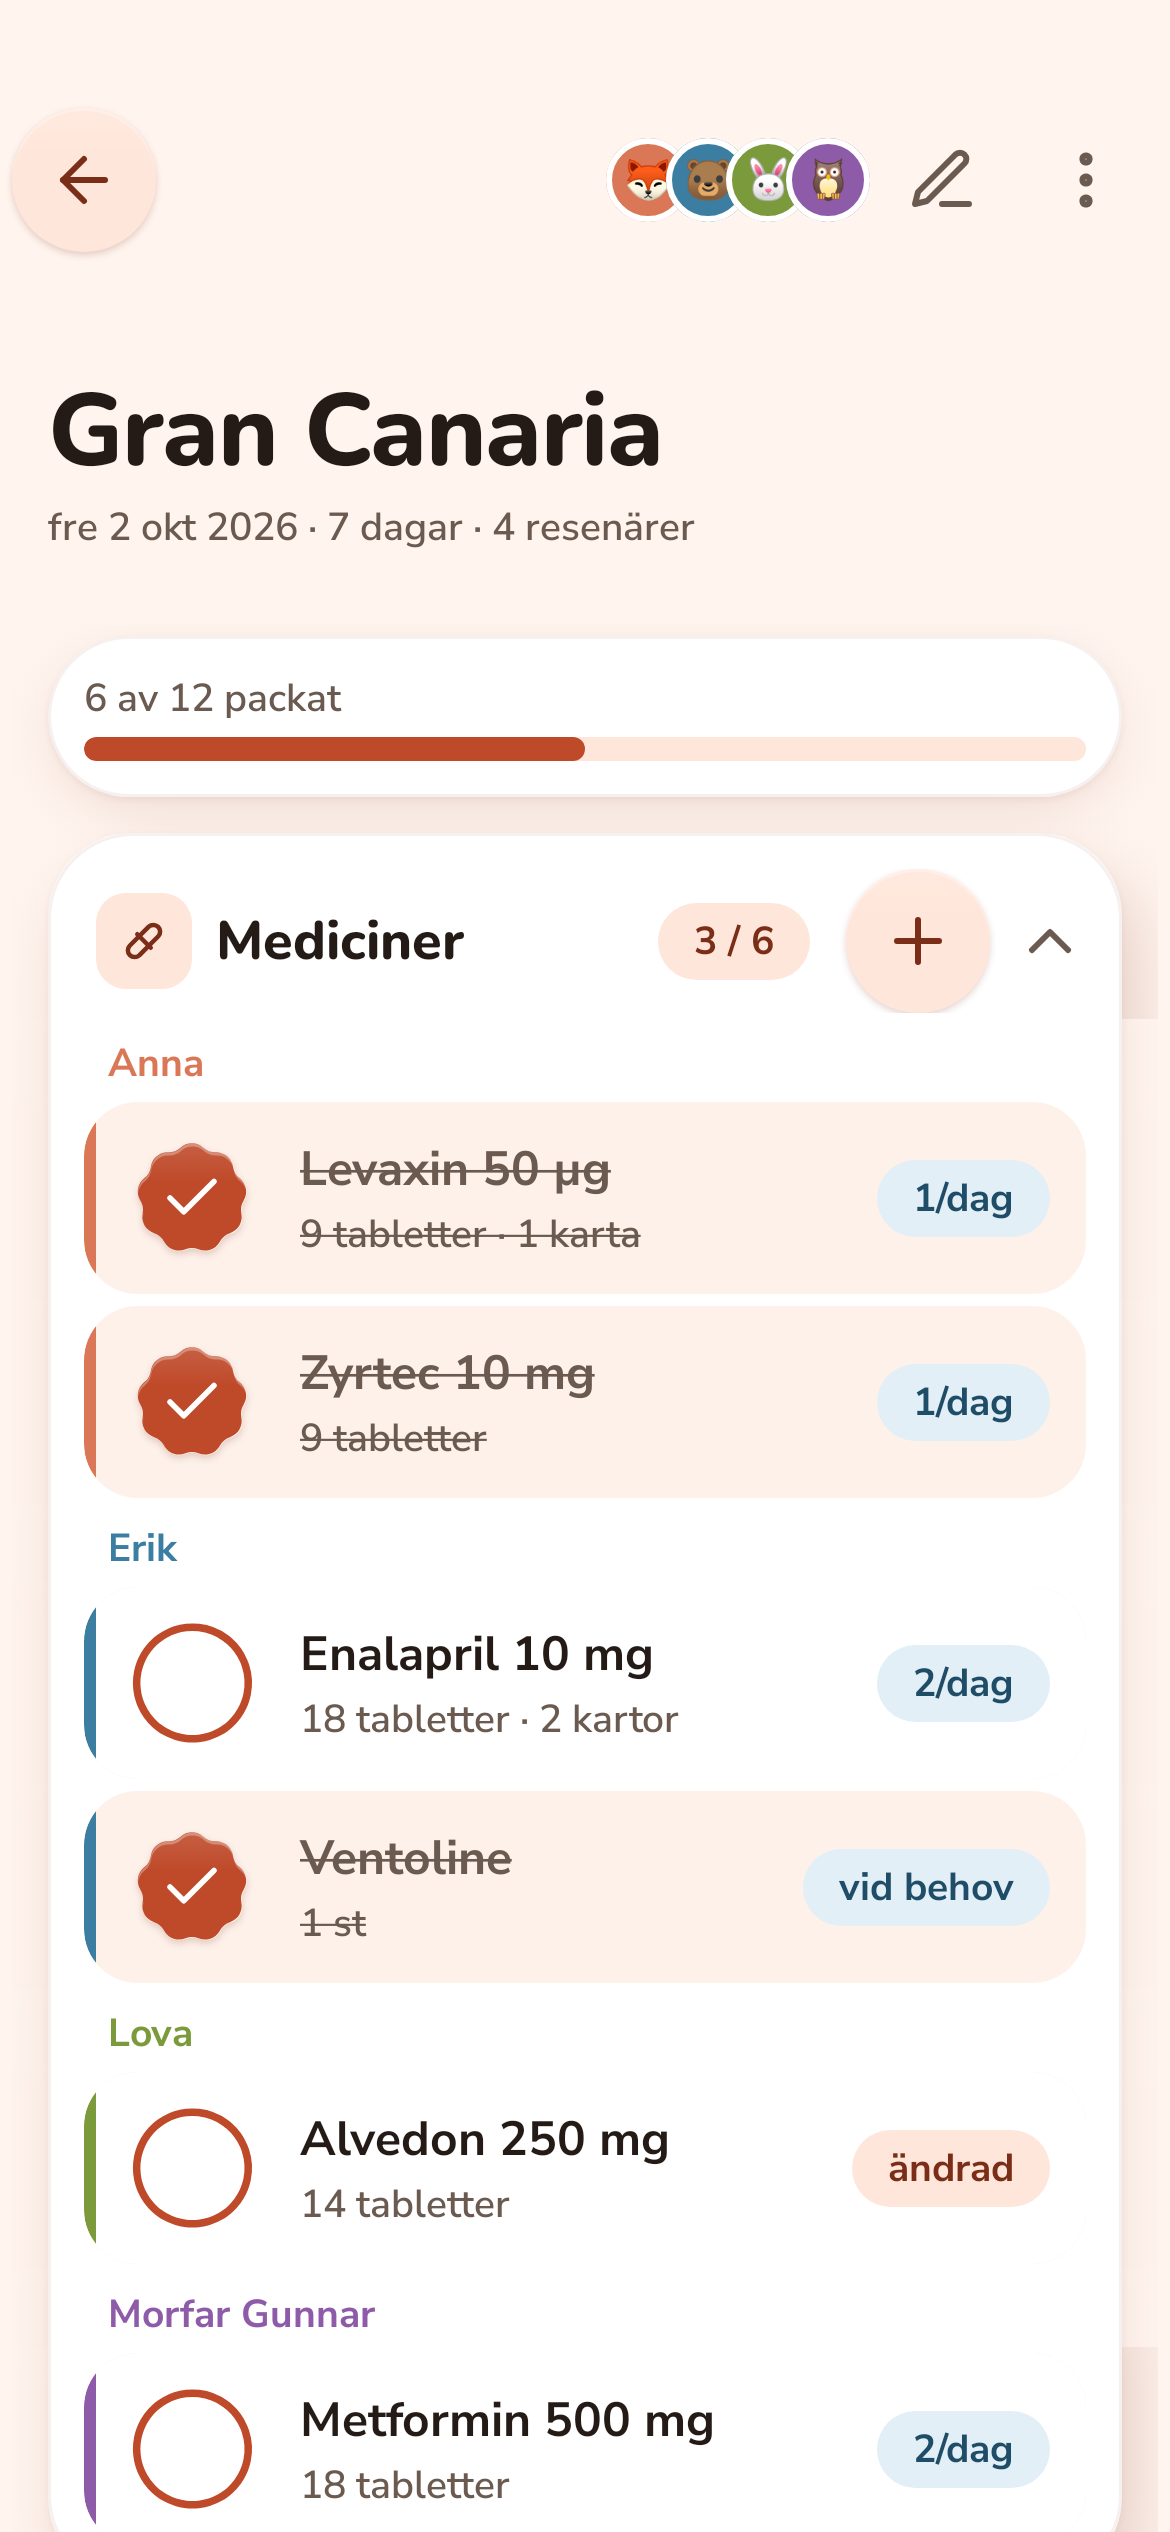 Gran Canaria
fre 2 okt 2026 · 7 dagar · 4 resenärer
6 av 12 packat
Mediciner
3 / 6
Anna
Levaxin 50 µg
9 tabletter · 1 karta
1/dag
Zyrtec 10 mg
9 tabletter
1/dag
Erik
Enalapril 10 mg
18 tabletter · 2 kartor
2/dag
Ventoline
1 st
vid behov
Lova
Alvedon 250 mg
14 tabletter
ändrad
Morfar Gunnar
Metformin 500 mg
18 tabletter
2/dag